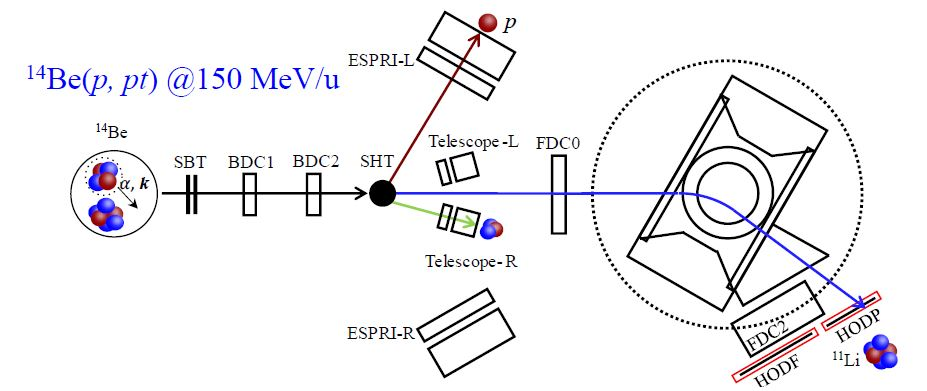 p
ESPRI-L
¹⁴Be(p, pt) @150 MeV/u
¹⁴Be
SBT
BDC1
BDC2
SHT
Telescope-L
FDC0
α, k
Telescope-R
ESPRI-R
FDC2
HODP
HODF
¹¹Li